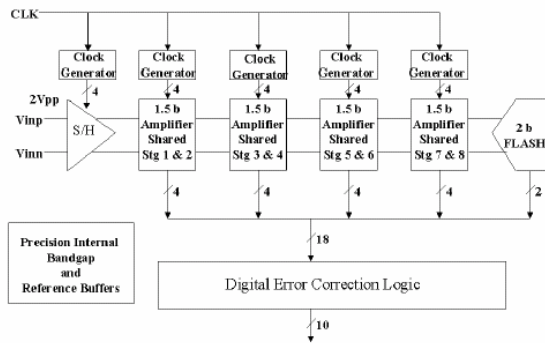 CLK
Clock
Generator
Clock
Generator
Clock
Generator
Clock
Generator
Clock
Generator
4
4
4
4
4
2Vpp
Vinp
Vinn
S/H
1.5 b
Amplifier
Shared
Stg 1 & 2
1.5 b
Amplifier
Shared
Stg 3 & 4
1.5 b
Amplifier
Shared
Stg 5 & 6
1.5 b
Amplifier
Shared
Stg 7 & 8
2 b
FLASH
4
4
4
4
2
18
Precision Internal
Bandgap
and
Reference Buffers
Digital Error Correction Logic
10